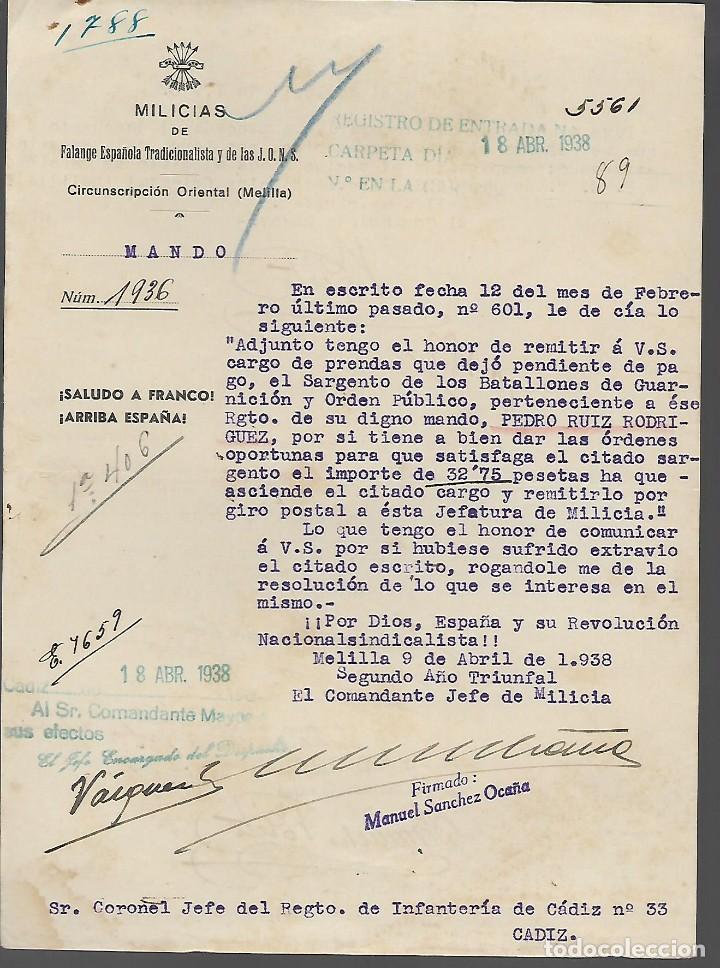 1788
MILICIAS
DE
Falange Española Tradicionalista y de las J.O.N.S.
Circunscripción Oriental (Melilla)
MANDO
Núm. 1936
5561
REGISTRO DE ENTRADA N.
CARPETA DÍA 18 ABR. 1938
N.º EN LA
89
En escrito fecha 12 del mes de Febre-
ro último pasado, nº 601, le de cía lo
siguiente:
"Adjunto tengo el honor de remitir á V.S.
cargo de prendas que dejó pendiente de pa
go, el Sargento de los Batallones de Guar-
nición y Orden Público, perteneciente a ése
Rgto. de su digno mando, PEDRO RUIZ RODRI-
GUEZ, por si tiene a bien dar las órdenes
oportunas para que satisfaga el citado sar-
gento el importe de 32'75 pesetas ha que -
asciende el citado cargo y remitirlo por
giro postal a ésta Jefatura de Milicia."
Lo que tengo el honor de comunicar
á V.S. por si hubiese sufrido extravio
el citado escrito, rogandole me de la
resolución de lo que se interesa en el
mismo.-
¡¡Por Dios, España y su Revolución
Nacionalsindicalista!!
Melilla 9 de Abril de 1.938
Segundo Año Triunfal
El Comandante Jefe de Milicia
¡SALUDO A FRANCO!
¡ARRIBA ESPAÑA!
1ª. 406
E. 7659
18 ABR. 1938
Cádiz
Al Sr. Comandante Mayor
sus efectos
El Jefe Encargado del Despacho
Firmado:
Manuel Sanchez Ocaña
Sr. Coronel Jefe del Regto. de Infantería de Cádiz nº 33
CADIZ.
todocoleccion